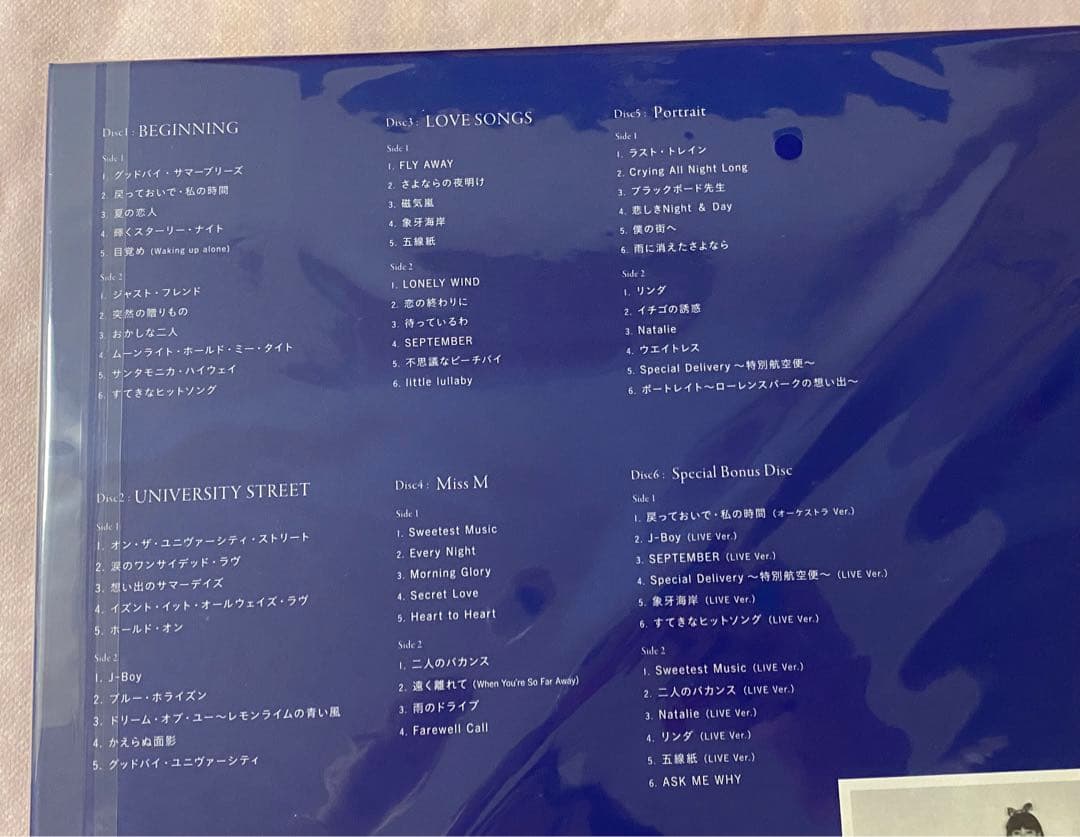 Disc1 : BEGINNING
Side 1
1. グッドバイ・サマーブリーズ
2. 戻っておいで・私の時間
3. 夏の恋人
4. 輝くスターリー・ナイト
5. 目覚め (Waking up alone)
Side 2
1. ジャスト・フレンド
2. 突然の贈りもの
3. おかしな二人
4. ムーンライト・ホールド・ミー・タイト
5. サンタモニカ・ハイウェイ
6. すてきなヒットソング
Disc2 : UNIVERSITY STREET
Side 1
1. オン・ザ・ユニヴァーシティ・ストリート
2. 涙のワンサイデッド・ラヴ
3. 想い出のサマーデイズ
4. イズント・イット・オールウェイズ・ラヴ
5. ホールド・オン
Side 2
1. J-Boy
2. ブルー・ホライズン
3. ドリーム・オブ・ユー〜レモンライムの青い風
4. かえらぬ面影
5. グッドバイ・ユニヴァーシティ
Disc3 : LOVE SONGS
Side 1
1. FLY AWAY
2. さよならの夜明け
3. 磁気嵐
4. 象牙海岸
5. 五線紙
Side 2
1. LONELY WIND
2. 恋の終わりに
3. 待っているわ
4. SEPTEMBER
5. 不思議なピーチパイ
6. little lullaby
Disc4 : Miss M
Side 1
1. Sweetest Music
2. Every Night
3. Morning Glory
4. Secret Love
5. Heart to Heart
Side 2
1. 二人のバカンス
2. 遠く離れて (When You're So Far Away)
3. 雨のドライブ
4. Farewell Call
Disc5 : Portrait
Side 1
1. ラスト・トレイン
2. Crying All Night Long
3. ブラックボード先生
4. 悲しきNight & Day
5. 僕の街へ
6. 雨に消えたさよなら
Side 2
1. リンダ
2. イチゴの誘惑
3. Natalie
4. ウエイトレス
5. Special Delivery 〜特別航空便〜
6. ポートレイト〜ローレンスパークの想い出〜
Disc6 : Special Bonus Disc
Side 1
1. 戻っておいで・私の時間 (オーケストラ Ver.)
2. J-Boy (LIVE Ver.)
3. SEPTEMBER (LIVE Ver.)
4. Special Delivery 〜特別航空便〜 (LIVE Ver.)
5. 象牙海岸 (LIVE Ver.)
6. すてきなヒットソング (LIVE Ver.)
Side 2
1. Sweetest Music (LIVE Ver.)
2. 二人のバカンス (LIVE Ver.)
3. Natalie (LIVE Ver.)
4. リンダ (LIVE Ver.)
5. 五線紙 (LIVE Ver.)
6. ASK ME WHY